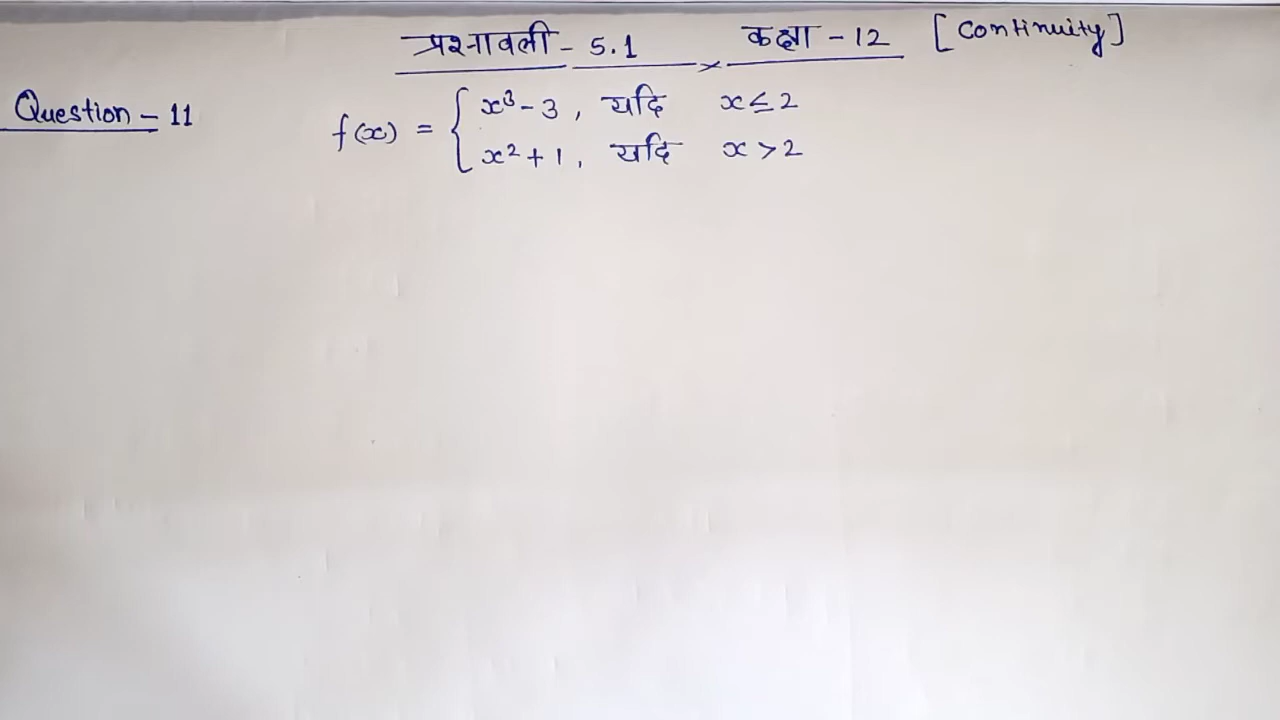 प्रश्नावली - 5.1 × कक्षा - 12 [Continuity]
Question - 11
f(x) = { x³ - 3, यदि x ≤ 2
x² + 1, यदि x > 2